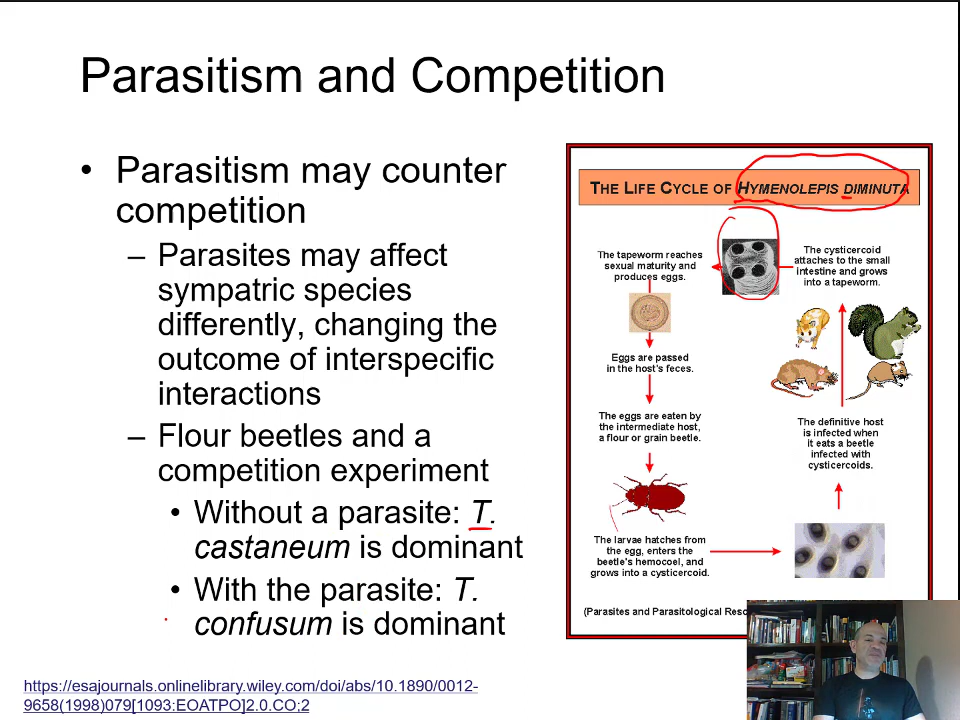 Parasitism and Competition
• Parasitism may counter
competition
– Parasites may affect
sympatric species
differently, changing the
outcome of interspecific
interactions
– Flour beetles and a
competition experiment
• Without a parasite: T.
castaneum is dominant
• With the parasite: T.
confusum is dominant
https://esajournals.onlinelibrary.wiley.com/doi/abs/10.1890/0012-
9658(1998)079[1093:EOATPO]2.0.CO;2
THE LIFE CYCLE OF HYMENOLEPIS DIMINUTA
The tapeworm reaches
sexual maturity and
produces eggs.
Eggs are passed
in the host's feces.
The eggs are eaten by
the intermediate host,
a flour or grain beetle.
The larvae hatches from
the egg, enters the
beetle's hemocoel, and
grows into a cysticercoid.
The definitive host
is infected when
it eats a beetle
infected with
cysticercoids.
The cysticercoid
attaches to the small
intestine and grows
into a tapeworm.
(Parasites and Parasitological